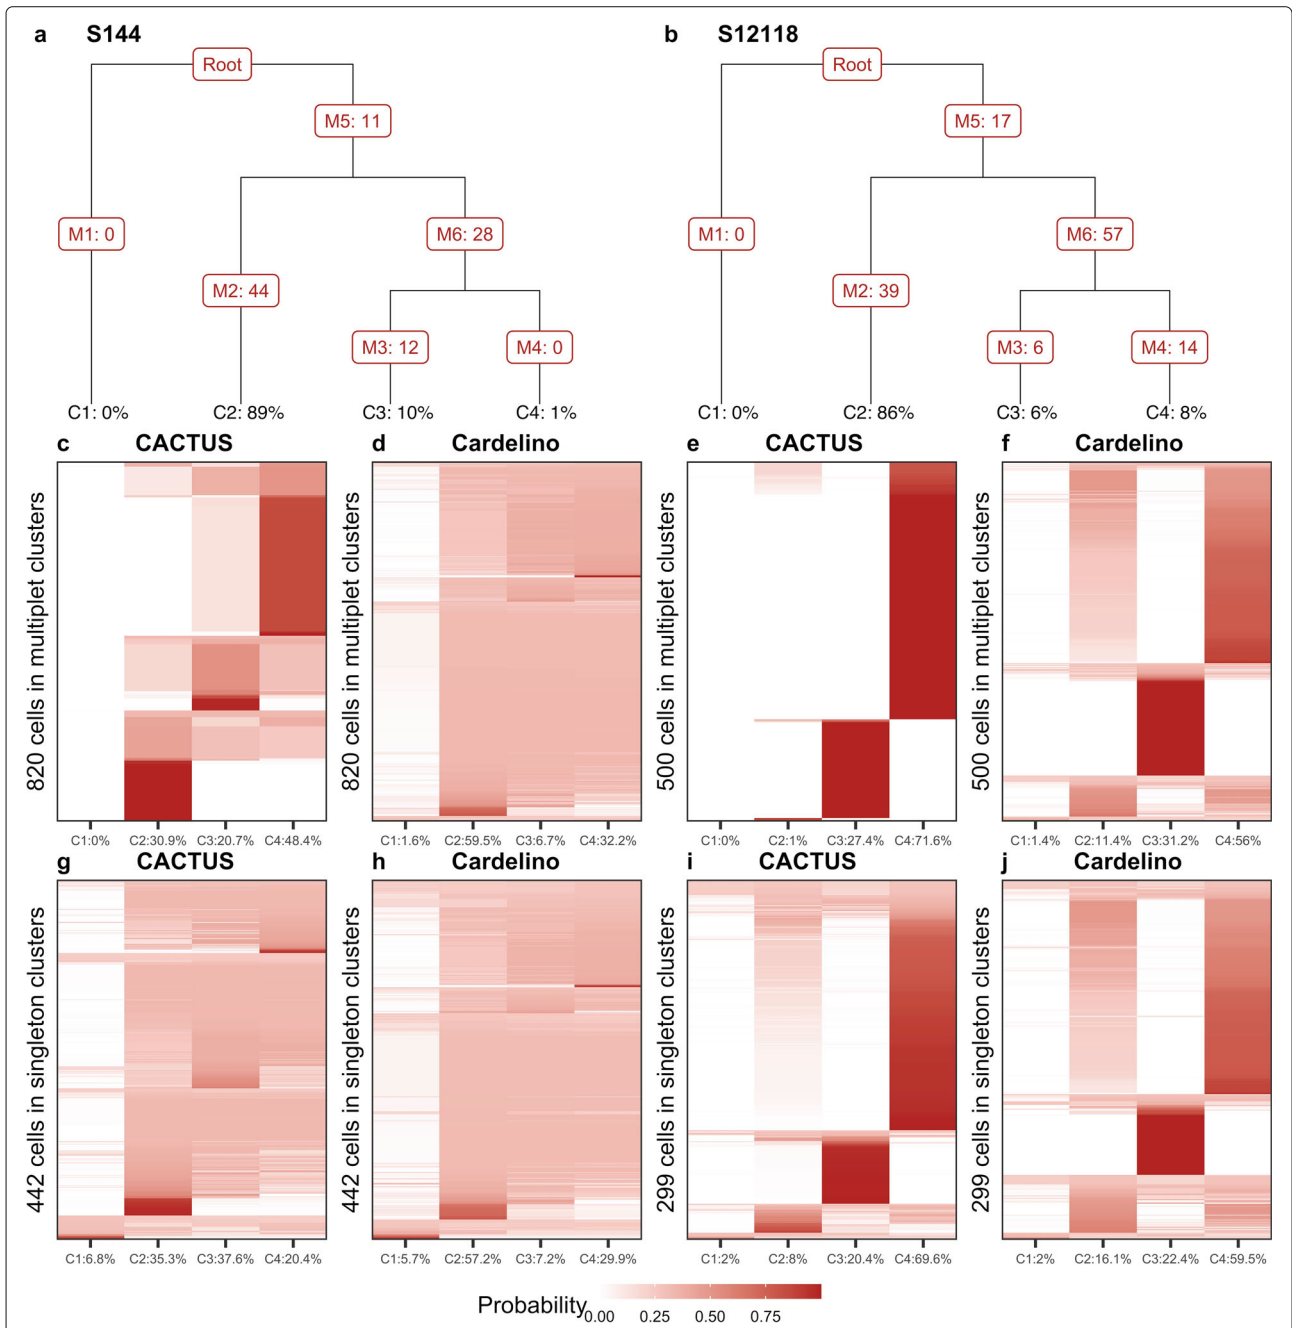 a S144
b S12118
Root
Root
M5: 11
M5: 17
M1: 0
M6: 28
M1: 0
M6: 57
M2: 44
M2: 39
M3: 12
M4: 0
M3: 6
M4: 14
C1: 0% C2: 89% C3: 10% C4: 1%
C1: 0% C2: 86% C3: 6% C4: 8%
c CACTUS
d Cardelino
e CACTUS
f Cardelino
820 cells in multiplet clusters
820 cells in multiplet clusters
500 cells in multiplet clusters
500 cells in multiplet clusters
C1:0% C2:30.9% C3:20.7% C4:48.4%
C1:1.6% C2:59.5% C3:6.7% C4:32.2%
C1:0% C2:1% C3:27.4% C4:71.6%
C1:1.4% C2:11.4% C3:31.2% C4:56%
g CACTUS
h Cardelino
i CACTUS
j Cardelino
442 cells in singleton clusters
442 cells in singleton clusters
299 cells in singleton clusters
299 cells in singleton clusters
C1:6.8% C2:35.3% C3:37.6% C4:20.4%
C1:5.7% C2:57.2% C3:7.2% C4:29.9%
C1:2% C2:8% C3:20.4% C4:69.6%
C1:2% C2:16.1% C3:22.4% C4:59.5%
Probability
0.00 0.25 0.50 0.75